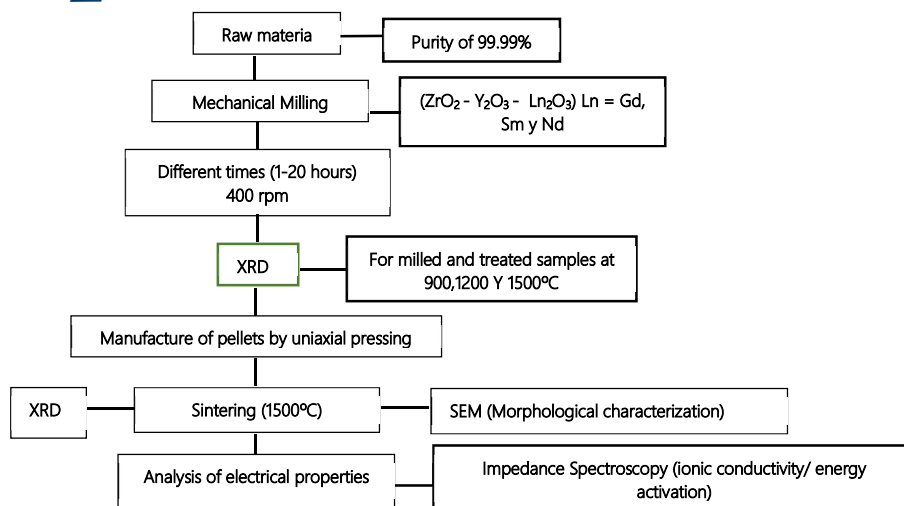 Raw materia
Purity of 99.99%
Mechanical Milling
(ZrO₂ - Y₂O₃ - Ln₂O₃) Ln = Gd,
Sm y Nd
Different times (1-20 hours)
400 rpm
XRD
For milled and treated samples at
900,1200 Y 1500ºC
Manufacture of pellets by uniaxial pressing
XRD
Sintering (1500ºC)
SEM (Morphological characterization)
Analysis of electrical properties
Impedance Spectroscopy (ionic conductivity/ energy
activation)